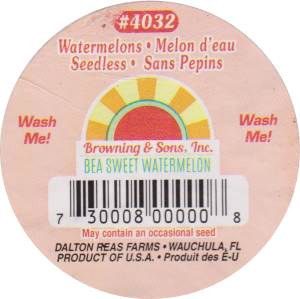 #4032
Watermelons • Melon d'eau
Seedless • Sans Pepins
Wash Me!
Wash Me!
Browning & Sons, Inc.
BEA SWEET WATERMELON
7 30008 00000 8
May contain an occasional seed
DALTON REAS FARMS • WAUCHULA, FL
PRODUCT OF U.S.A. • Produit des E-U